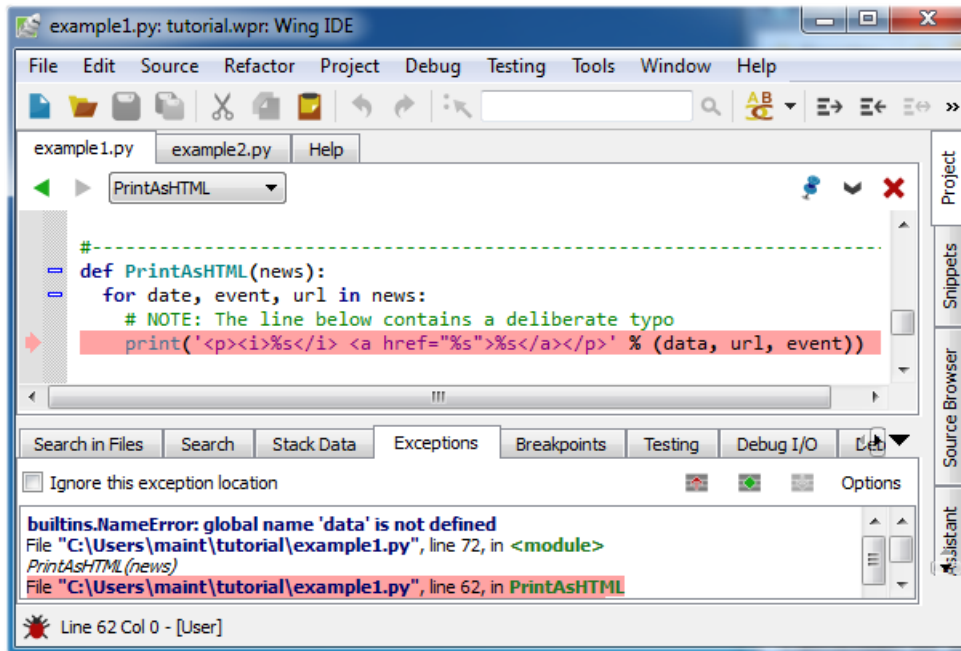 example1.py: tutorial.wpr: Wing IDE
File Edit Source Refactor Project Debug Testing Tools Window Help
example1.py example2.py Help
PrintAsHTML
#--------------------------------------------------------------------------
def PrintAsHTML(news):
for date, event, url in news:
# NOTE: The line below contains a deliberate typo
print('<p><i>%s</i> <a href="%s">%s</a></p>' % (data, url, event))
Search in Files Search Stack Data Exceptions Breakpoints Testing Debug I/O
Ignore this exception location Options
builtins.NameError: global name 'data' is not defined
File "C:\Users\maint\tutorial\example1.py", line 72, in <module>
PrintAsHTML(news)
File "C:\Users\maint\tutorial\example1.py", line 62, in PrintAsHTML
Line 62 Col 0 - [User]
Project
Snippets
Source Browser